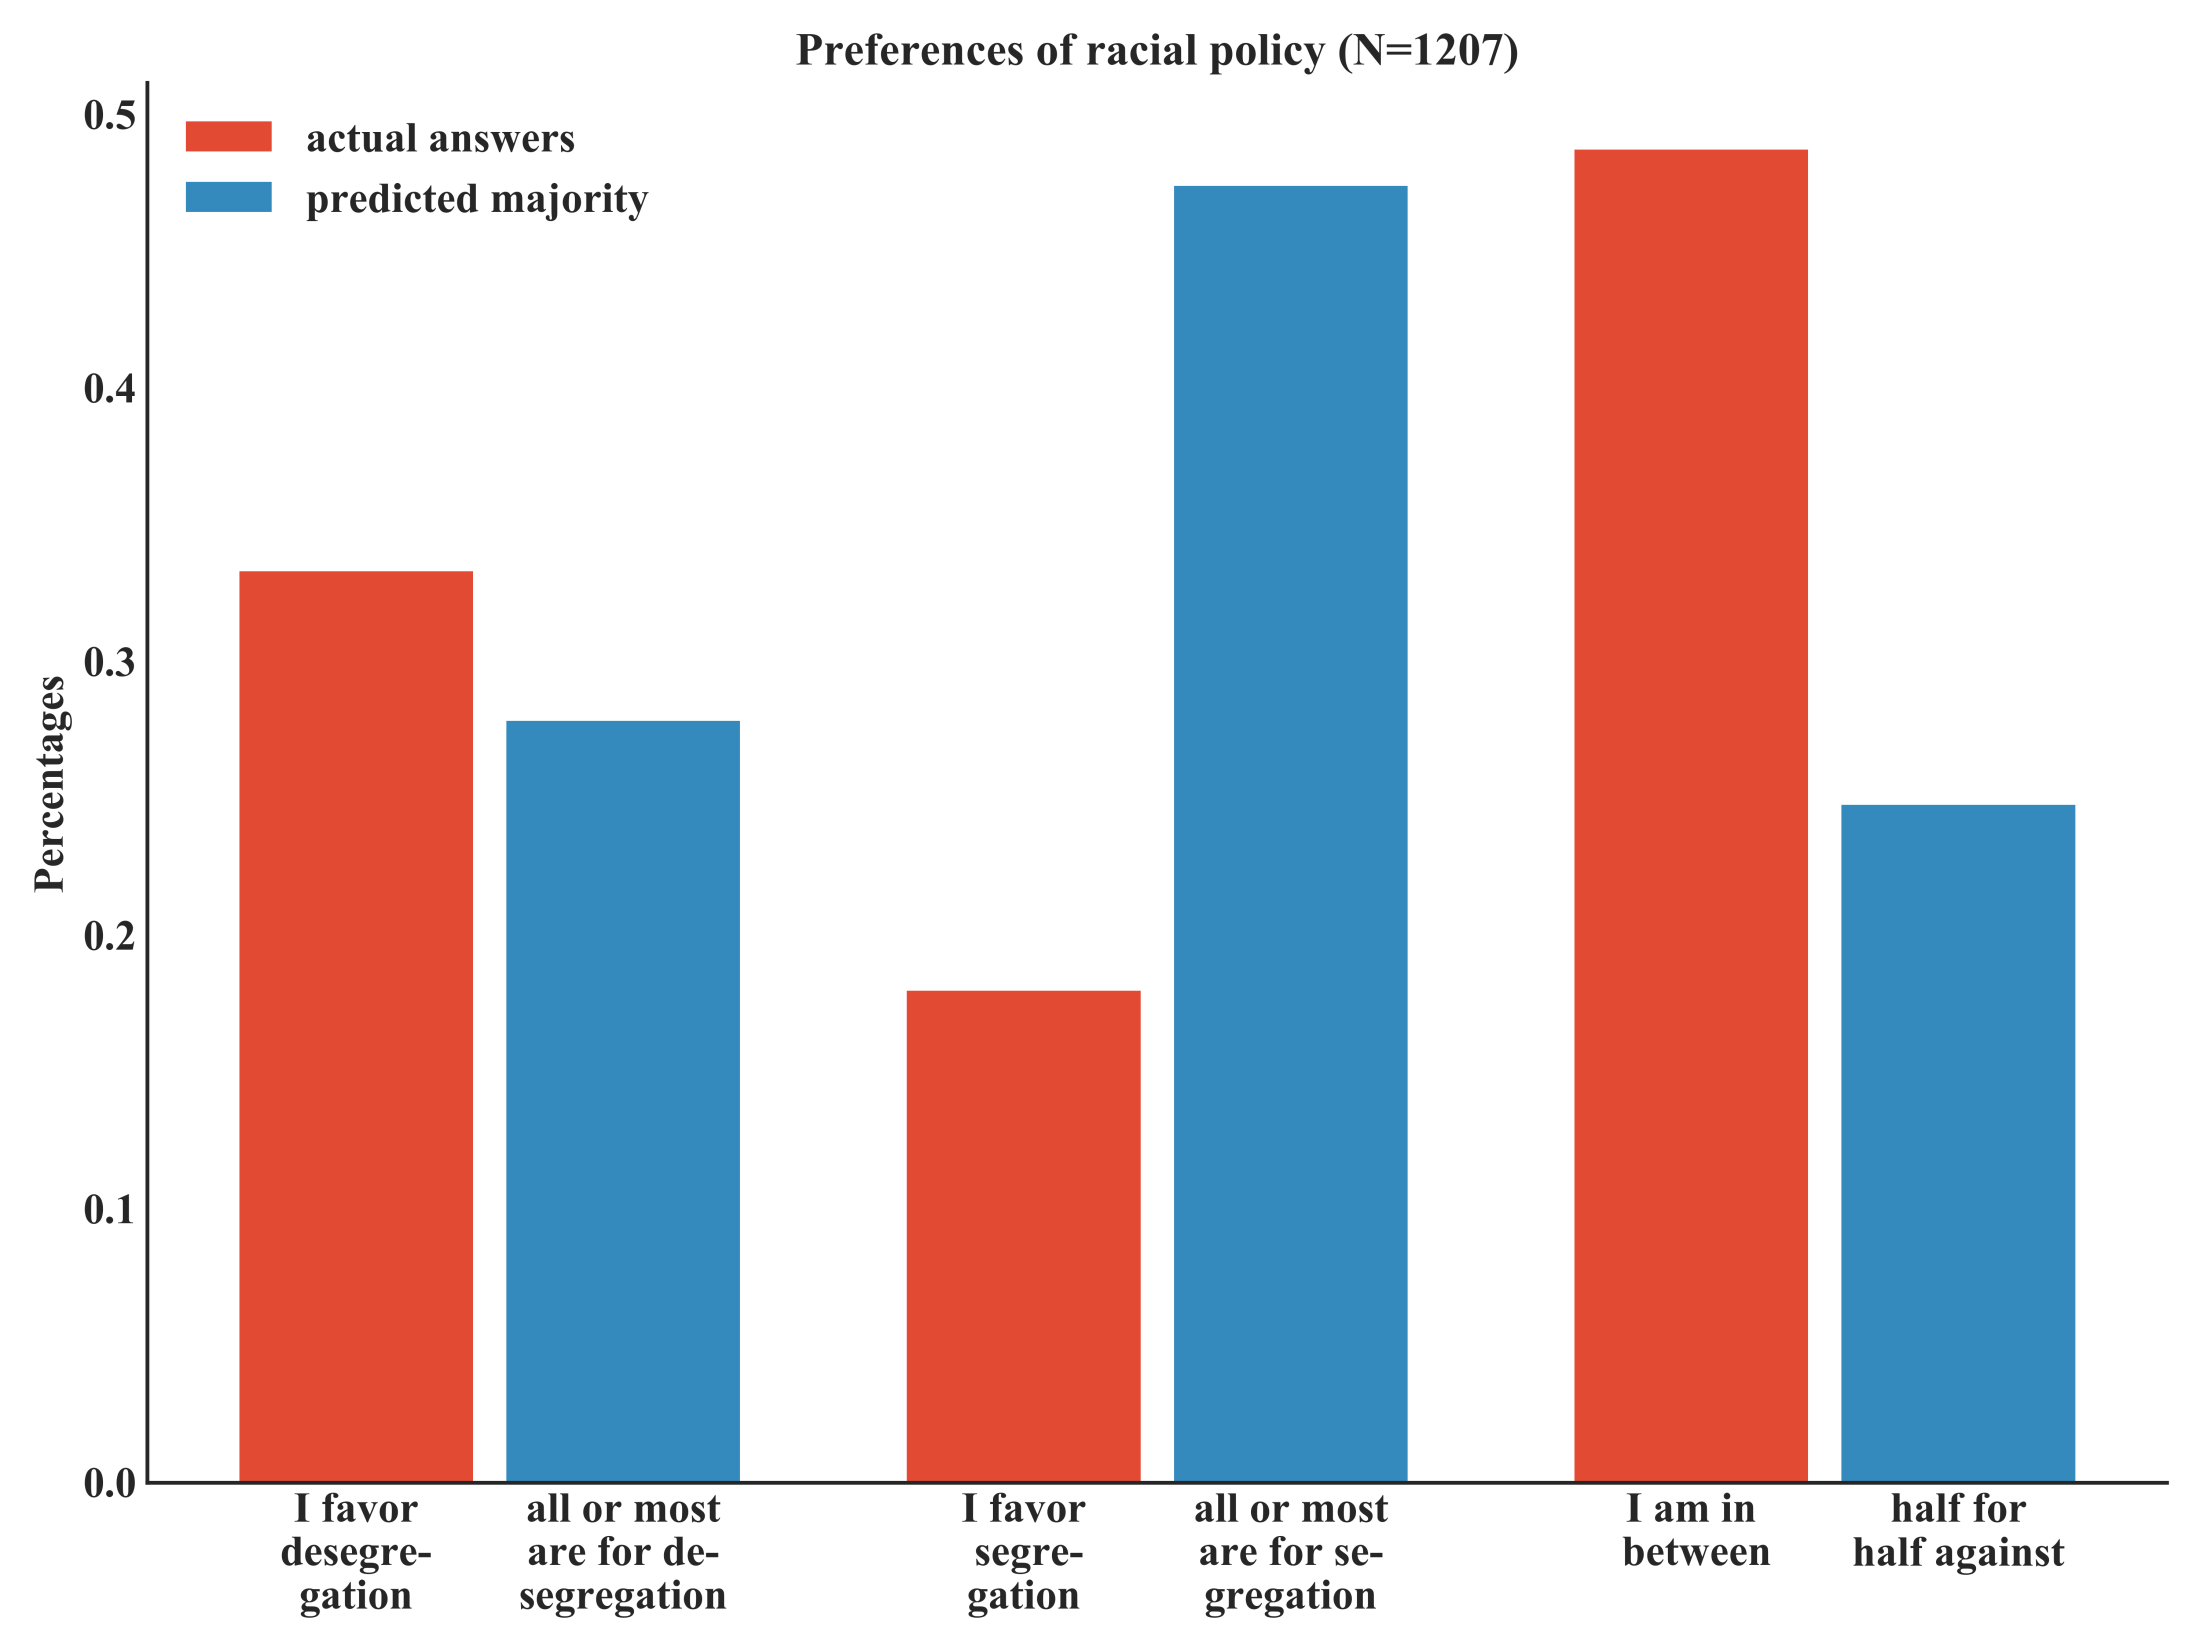 Preferences of racial policy (N=1207)
actual answers
predicted majority
Percentages
0.5
0.4
0.3
0.2
0.1
0.0
I favor
desegre-
gation
all or most
are for de-
segregation
I favor
segre-
gation
all or most
are for se-
gregation
I am in
between
half for
half against